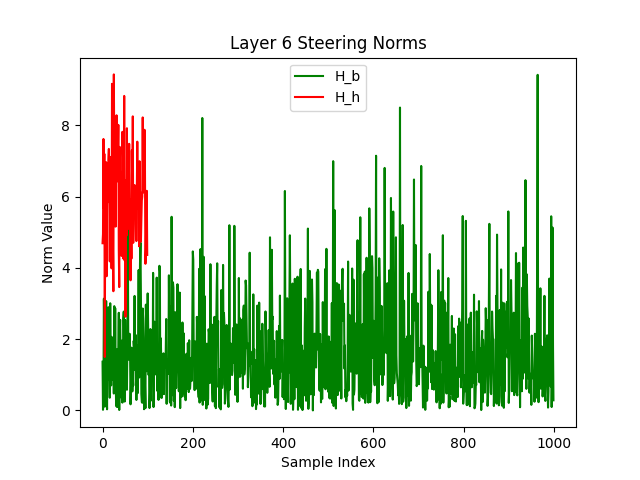 Layer 6 Steering Norms
H_b
H_h
Norm Value
8
6
4
2
0
0 200 400 600 800 1000
Sample Index